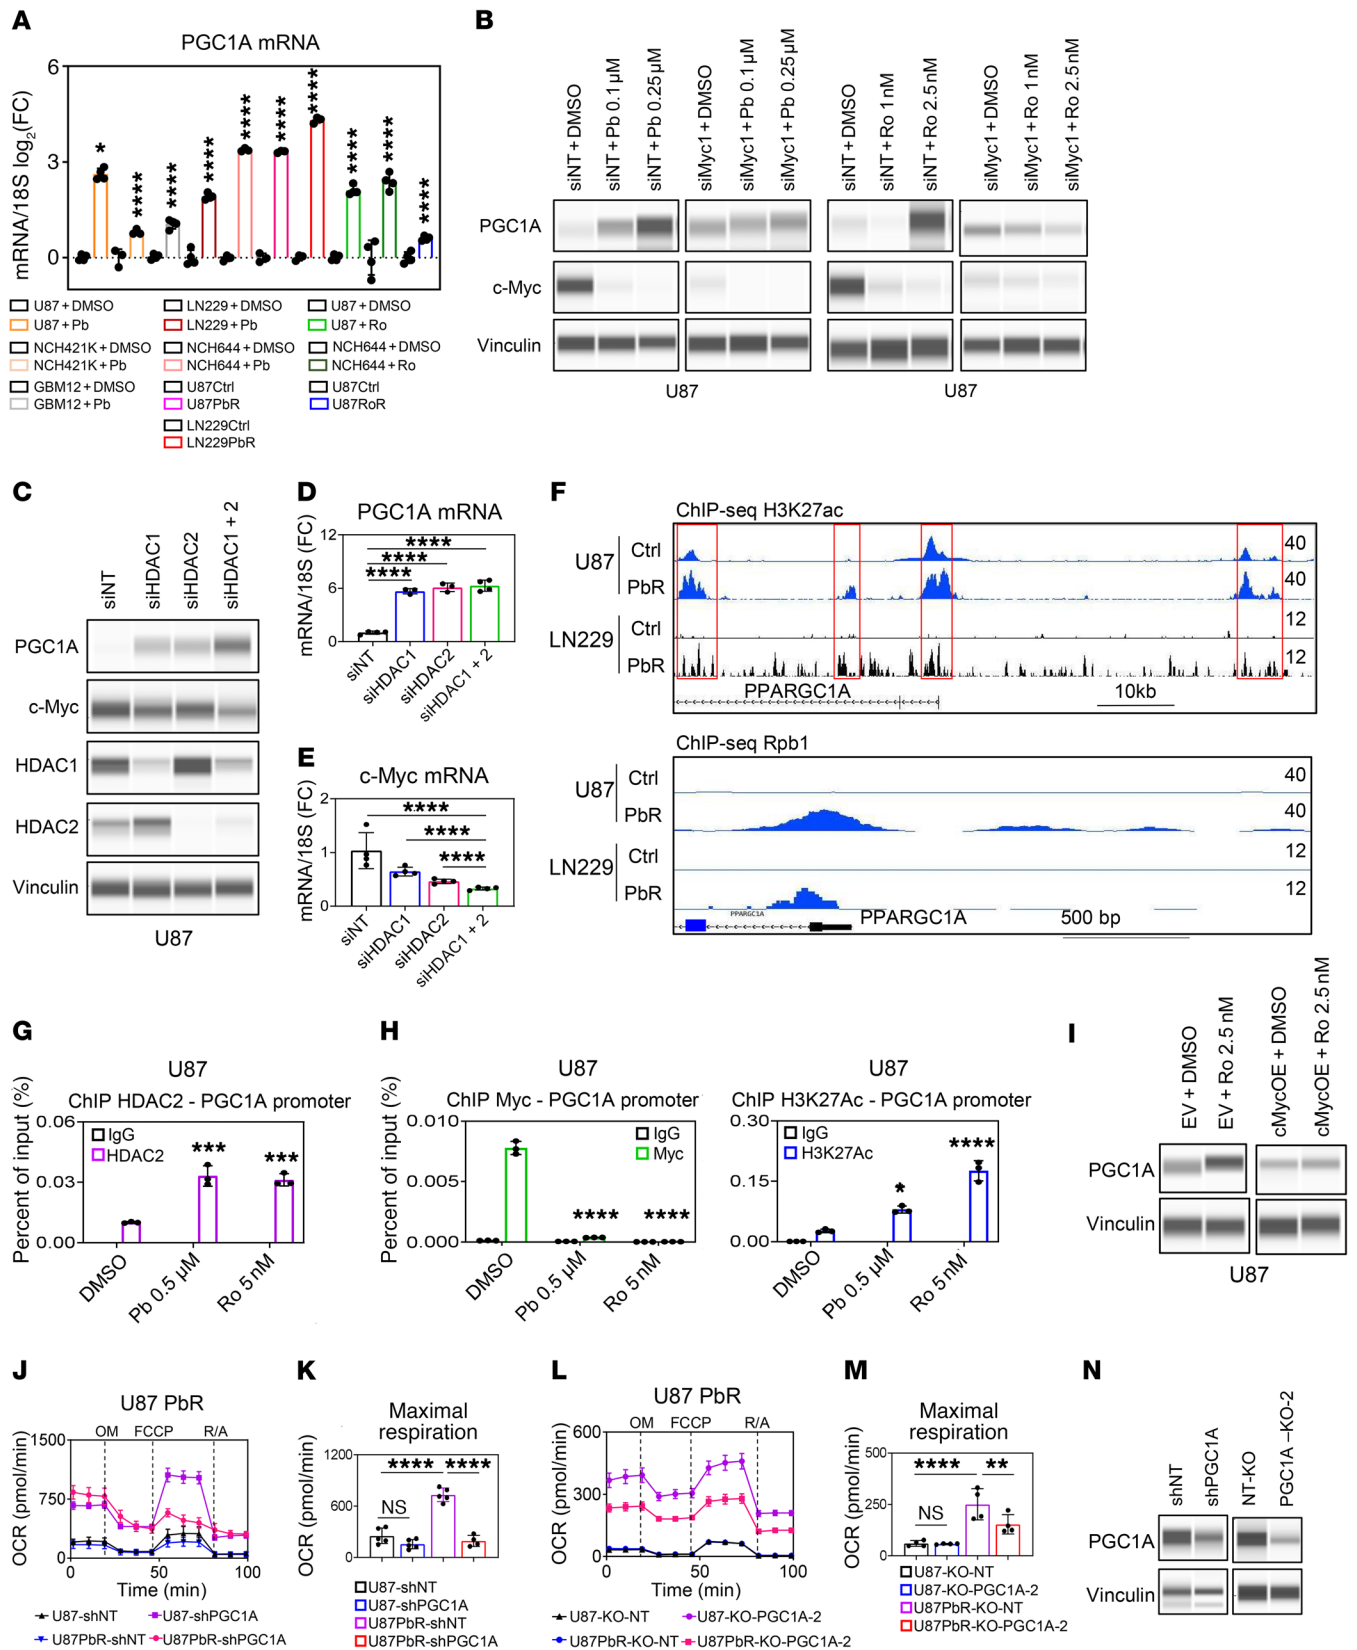 A
PGC1A mRNA
mRNA/18S log2(FC)
6
3
0
*
****
****
****
****
****
****
****
****
****
U87 + DMSO
U87 + Pb
NCH421K + DMSO
NCH421K + Pb
GBM12 + DMSO
GBM12 + Pb
LN229 + DMSO
LN229 + Pb
NCH644 + DMSO
NCH644 + Pb
U87Ctrl
U87PbR
LN229Ctrl
LN229PbR
U87 + DMSO
U87 + Ro
NCH644 + DMSO
NCH644 + Ro
U87Ctrl
U87RoR
B
siNT + DMSO
siNT + Pb 0.1 µM
siNT + Pb 0.25 µM
siMyc1 + DMSO
siMyc1 + Pb 0.1 µM
siMyc1 + Pb 0.25 µM
siNT + DMSO
siNT + Ro 1 nM
siNT + Ro 2.5 nM
siMyc1 + DMSO
siMyc1 + Ro 1 nM
siMyc1 + Ro 2.5 nM
PGC1A
c-Myc
Vinculin
U87
U87
C
siNT
siHDAC1
siHDAC2
siHDAC1 + 2
PGC1A
c-Myc
HDAC1
HDAC2
Vinculin
U87
D
PGC1A mRNA
mRNA/18S (FC)
12
6
0
****
****
****
siNT
siHDAC1
siHDAC2
siHDAC1 + 2
E
c-Myc mRNA
mRNA/18S (FC)
2
1
0
****
****
****
siNT
siHDAC1
siHDAC2
siHDAC1 + 2
F
ChIP-seq H3K27ac
U87
Ctrl
40
PbR
40
LN229
Ctrl
12
PbR
12
PPARGC1A
10kb
ChIP-seq Rpb1
U87
Ctrl
40
PbR
40
LN229
Ctrl
12
PbR
12
PPARGC1A
PPARGC1A
500 bp
G
U87
ChIP HDAC2 - PGC1A promoter
Percent of input (%)
0.06
0.03
0.00
IgG
HDAC2
***
***
DMSO
Pb 0.5 µM
Ro 5 nM
H
U87
ChIP Myc - PGC1A promoter
Percent of input (%)
0.010
0.005
0.000
IgG
Myc
****
****
DMSO
Pb 0.5 µM
Ro 5 nM
U87
ChIP H3K27Ac - PGC1A promoter
0.30
0.15
0.00
IgG
H3K27Ac
*
****
DMSO
Pb 0.5 µM
Ro 5 nM
I
EV + DMSO
EV + Ro 2.5 nM
cMycOE + DMSO
cMycOE + Ro 2.5 nM
PGC1A
Vinculin
U87
J
U87 PbR
OM
FCCP
R/A
OCR (pmol/min)
1500
750
0
0
50
100
Time (min)
U87-shNT
U87-shPGC1A
U87PbR-shNT
U87PbR-shPGC1A
K
Maximal
respiration
OCR (pmol/min)
1200
600
0
****
****
NS
U87-shNT
U87-shPGC1A
U87PbR-shNT
U87PbR-shPGC1A
L
U87 PbR
OM
FCCP
R/A
OCR (pmol/min)
600
300
0
0
50
100
Time (min)
U87-KO-NT
U87-KO-PGC1A-2
U87PbR-KO-NT
U87PbR-KO-PGC1A-2
M
Maximal
respiration
OCR (pmol/min)
500
250
0
****
**
NS
U87-KO-NT
U87-KO-PGC1A-2
U87PbR-KO-NT
U87PbR-KO-PGC1A-2
N
shNT
shPGC1A
NT-KO
PGC1A –KO-2
PGC1A
Vinculin